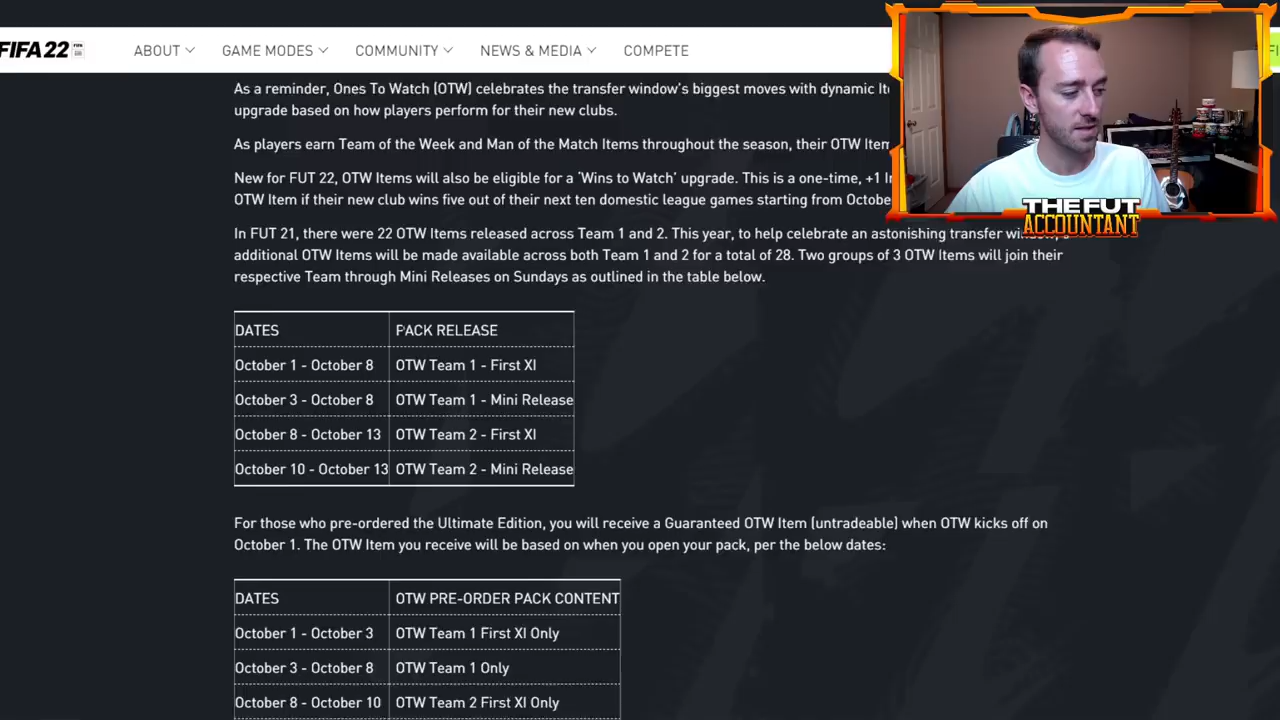 FIFA 22
ABOUT GAME MODES COMMUNITY NEWS & MEDIA COMPETE
As a reminder, Ones To Watch (OTW) celebrates the transfer window's biggest moves with dynamic
upgrade based on how players perform for their new clubs.
As players earn Team of the Week and Man of the Match Items throughout the season, their OTW
New for FUT 22, OTW Items will also be eligible for a 'Wins to Watch' upgrade. This is a one-time, +1
OTW Item if their new club wins five out of their next ten domestic league games starting from
In FUT 21, there were 22 OTW Items released across Team 1 and 2. This year, to help celebrate an astonishing transfer
additional OTW Items will be made available across both Team 1 and 2 for a total of 28. Two groups of 3 OTW Items will join their
respective Team through Mini Releases on Sundays as outlined in the table below.
DATES PACK RELEASE
October 1 - October 8 OTW Team 1 - First XI
October 3 - October 8 OTW Team 1 - Mini Release
October 8 - October 13 OTW Team 2 - First XI
October 10 - October 13 OTW Team 2 - Mini Release
For those who pre-ordered the Ultimate Edition, you will receive a Guaranteed OTW Item (untradeable) when OTW kicks off on
October 1. The OTW Item you receive will be based on when you open your pack, per the below dates:
DATES OTW PRE-ORDER PACK CONTENT
October 1 - October 3 OTW Team 1 First XI Only
October 3 - October 8 OTW Team 1 Only
October 8 - October 10 OTW Team 2 First XI Only
THE FUT
ACCOUNTANT